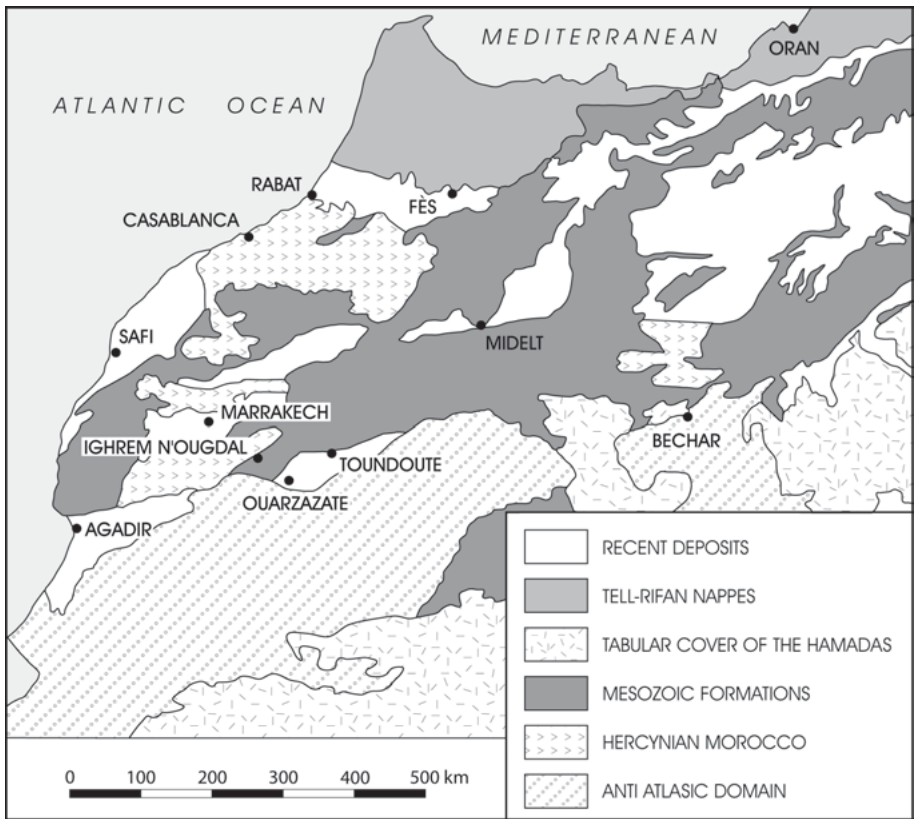 MEDITERRANEAN
ORAN
ATLANTIC OCEAN
RABAT
FÈS
CASABLANCA
SAFI
MIDELT
MARRAKECH
IGHREM N'OUGDAL
BECHAR
TOUNDOUTE
OUARZAZATE
AGADIR
RECENT DEPOSITS
TELL-RIFAN NAPPES
TABULAR COVER OF THE HAMADAS
MESOZOIC FORMATIONS
HERCYNIAN MOROCCO
ANTI ATLASIC DOMAIN
0 100 200 300 400 500 km